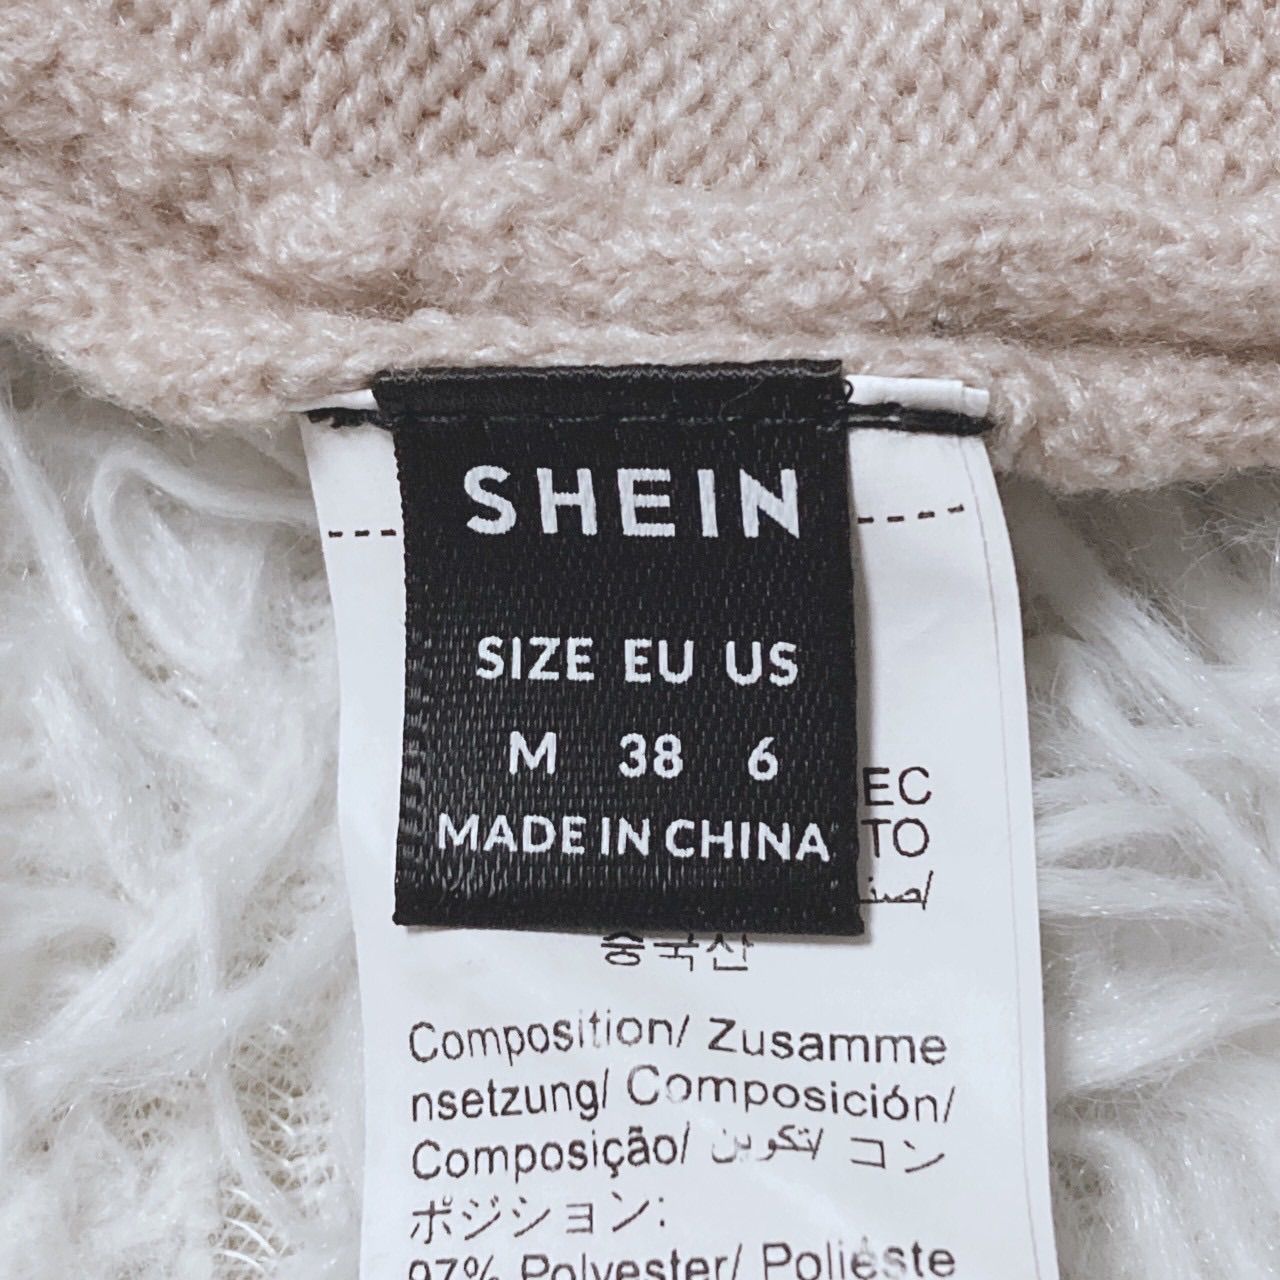 SHEIN
SIZE EU US
M 38 6
MADE IN CHINA
EC
TO
중국산
Composition/ Zusamme
nsetzung/ Composición/
Composição/ تكوين/ コン
ポジション:
97% Polyester/ Poliéste